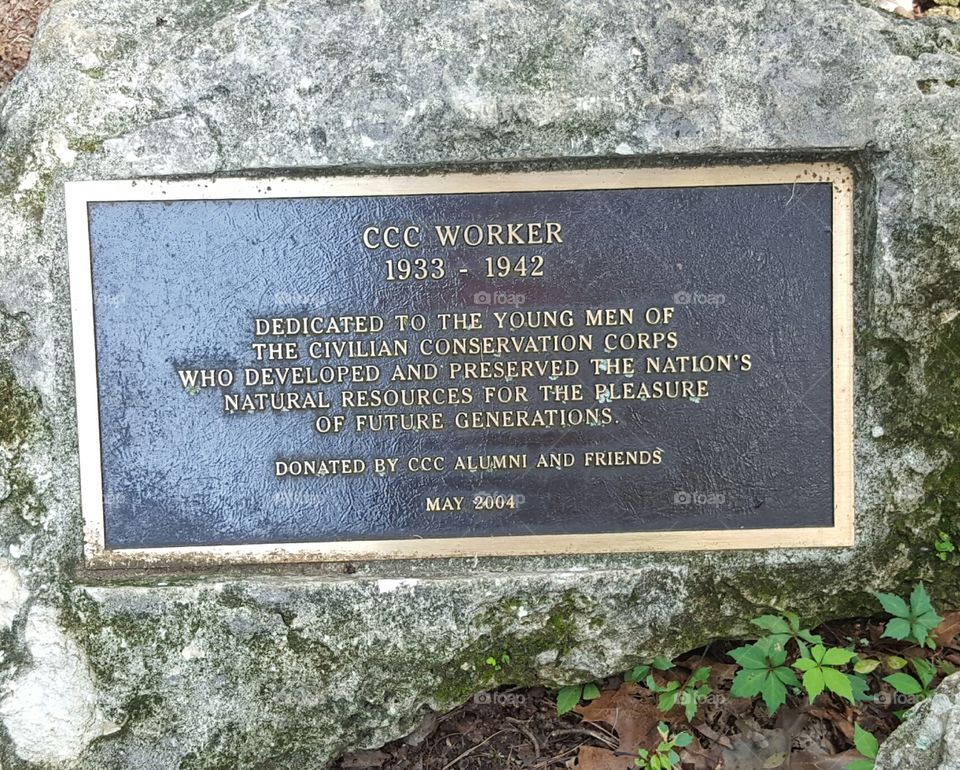 CCC WORKER
1933 - 1942
DEDICATED TO THE YOUNG MEN OF
THE CIVILIAN CONSERVATION CORPS
WHO DEVELOPED AND PRESERVED THE NATION'S
NATURAL RESOURCES FOR THE PLEASURE
OF FUTURE GENERATIONS.
DONATED BY CCC ALUMNI AND FRIENDS
MAY 2004